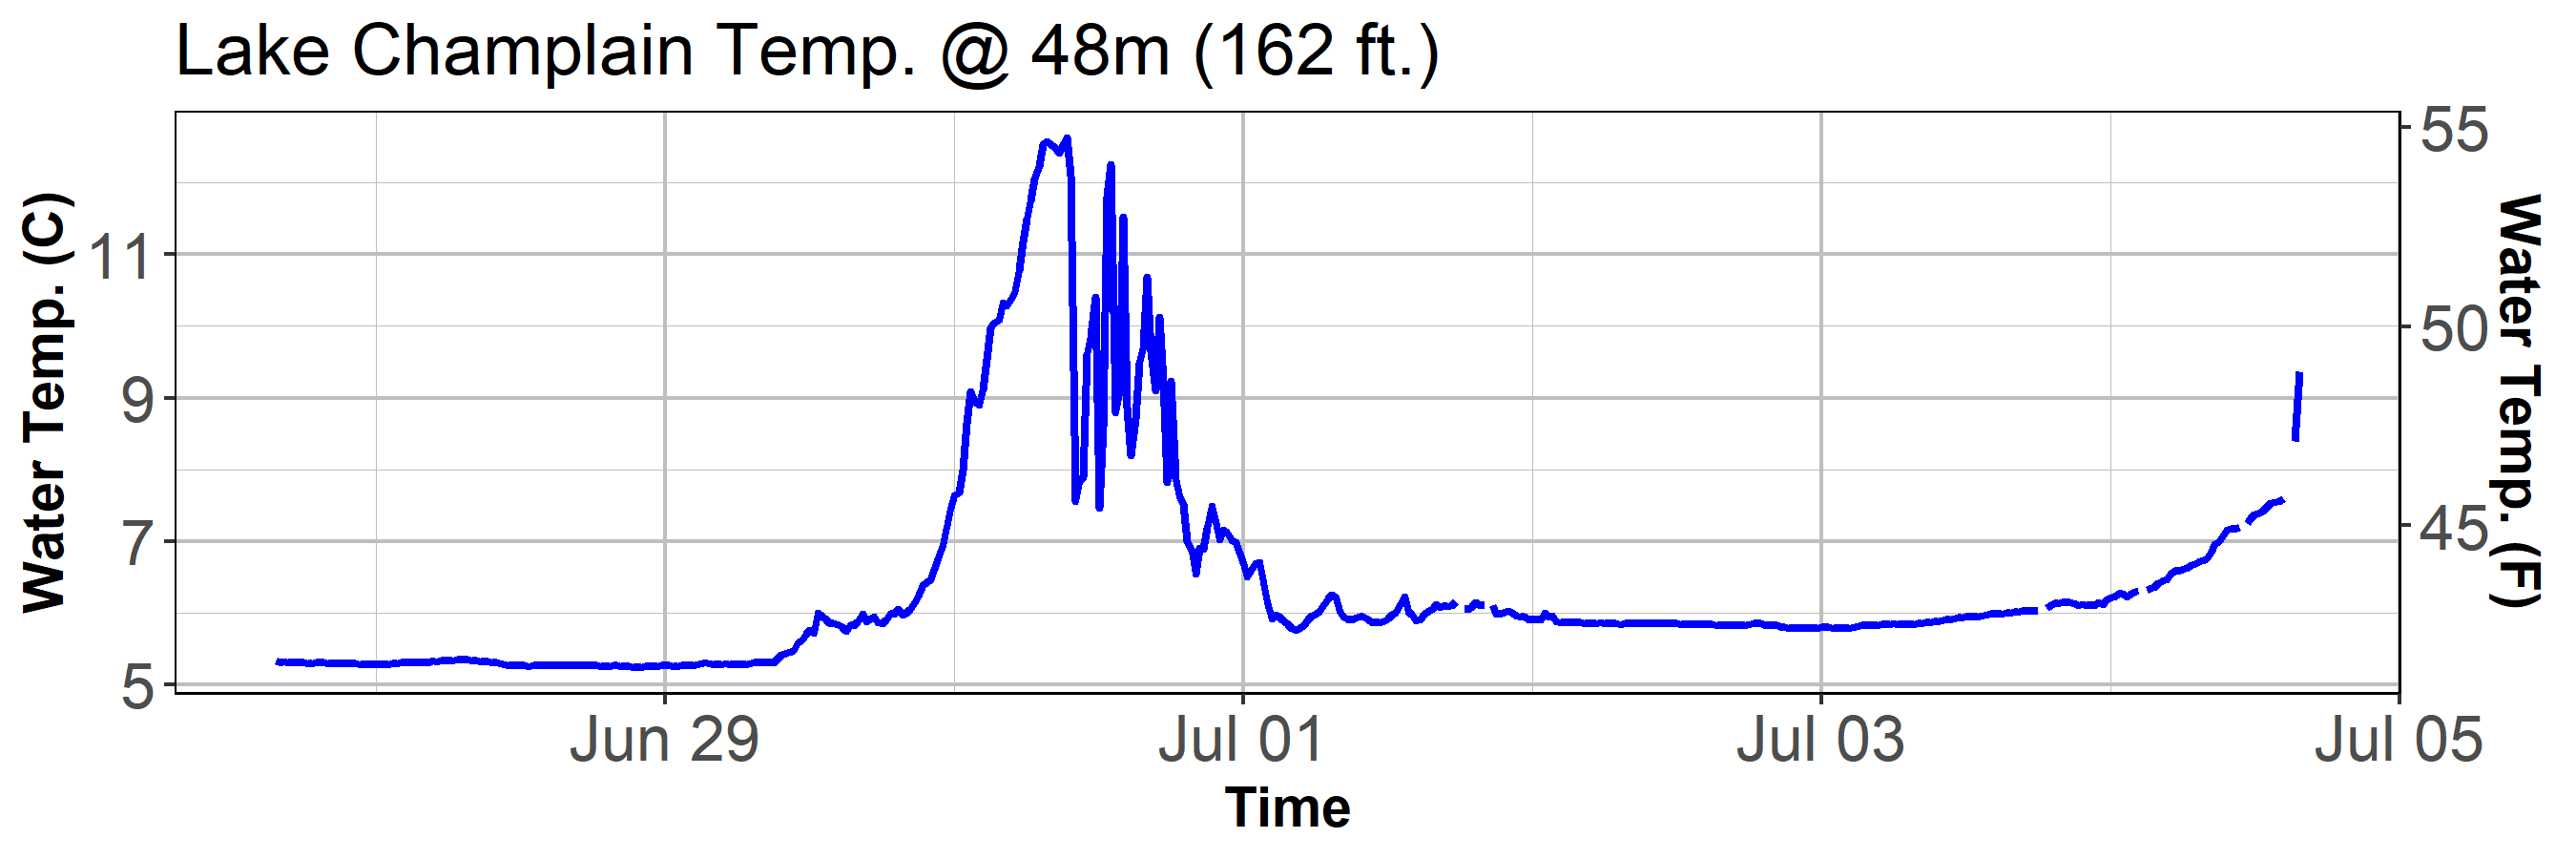 Lake Champlain Temp. @ 48m (162 ft.)
Water Temp. (C)
11
9
7
5
55
50
45
Water Temp. (F)
Jun 29
Jul 01
Jul 03
Jul 05
Time